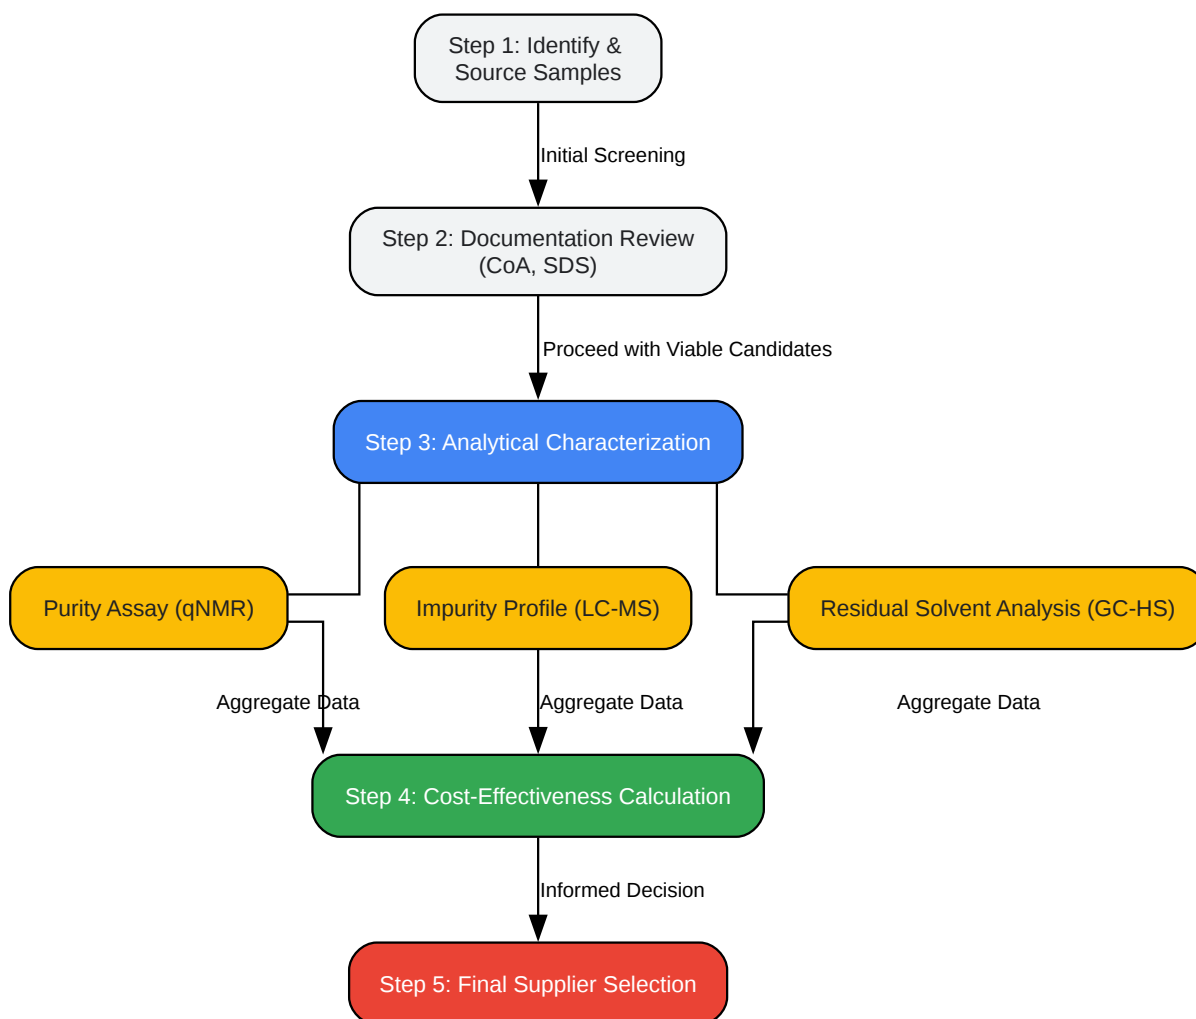 Step 1: Identify &
Source Samples
Initial Screening
Step 2: Documentation Review
(CoA, SDS)
Proceed with Viable Candidates
Step 3: Analytical Characterization
Purity Assay (qNMR)
Impurity Profile (LC-MS)
Residual Solvent Analysis (GC-HS)
Aggregate Data
Aggregate Data
Aggregate Data
Step 4: Cost-Effectiveness Calculation
Informed Decision
Step 5: Final Supplier Selection